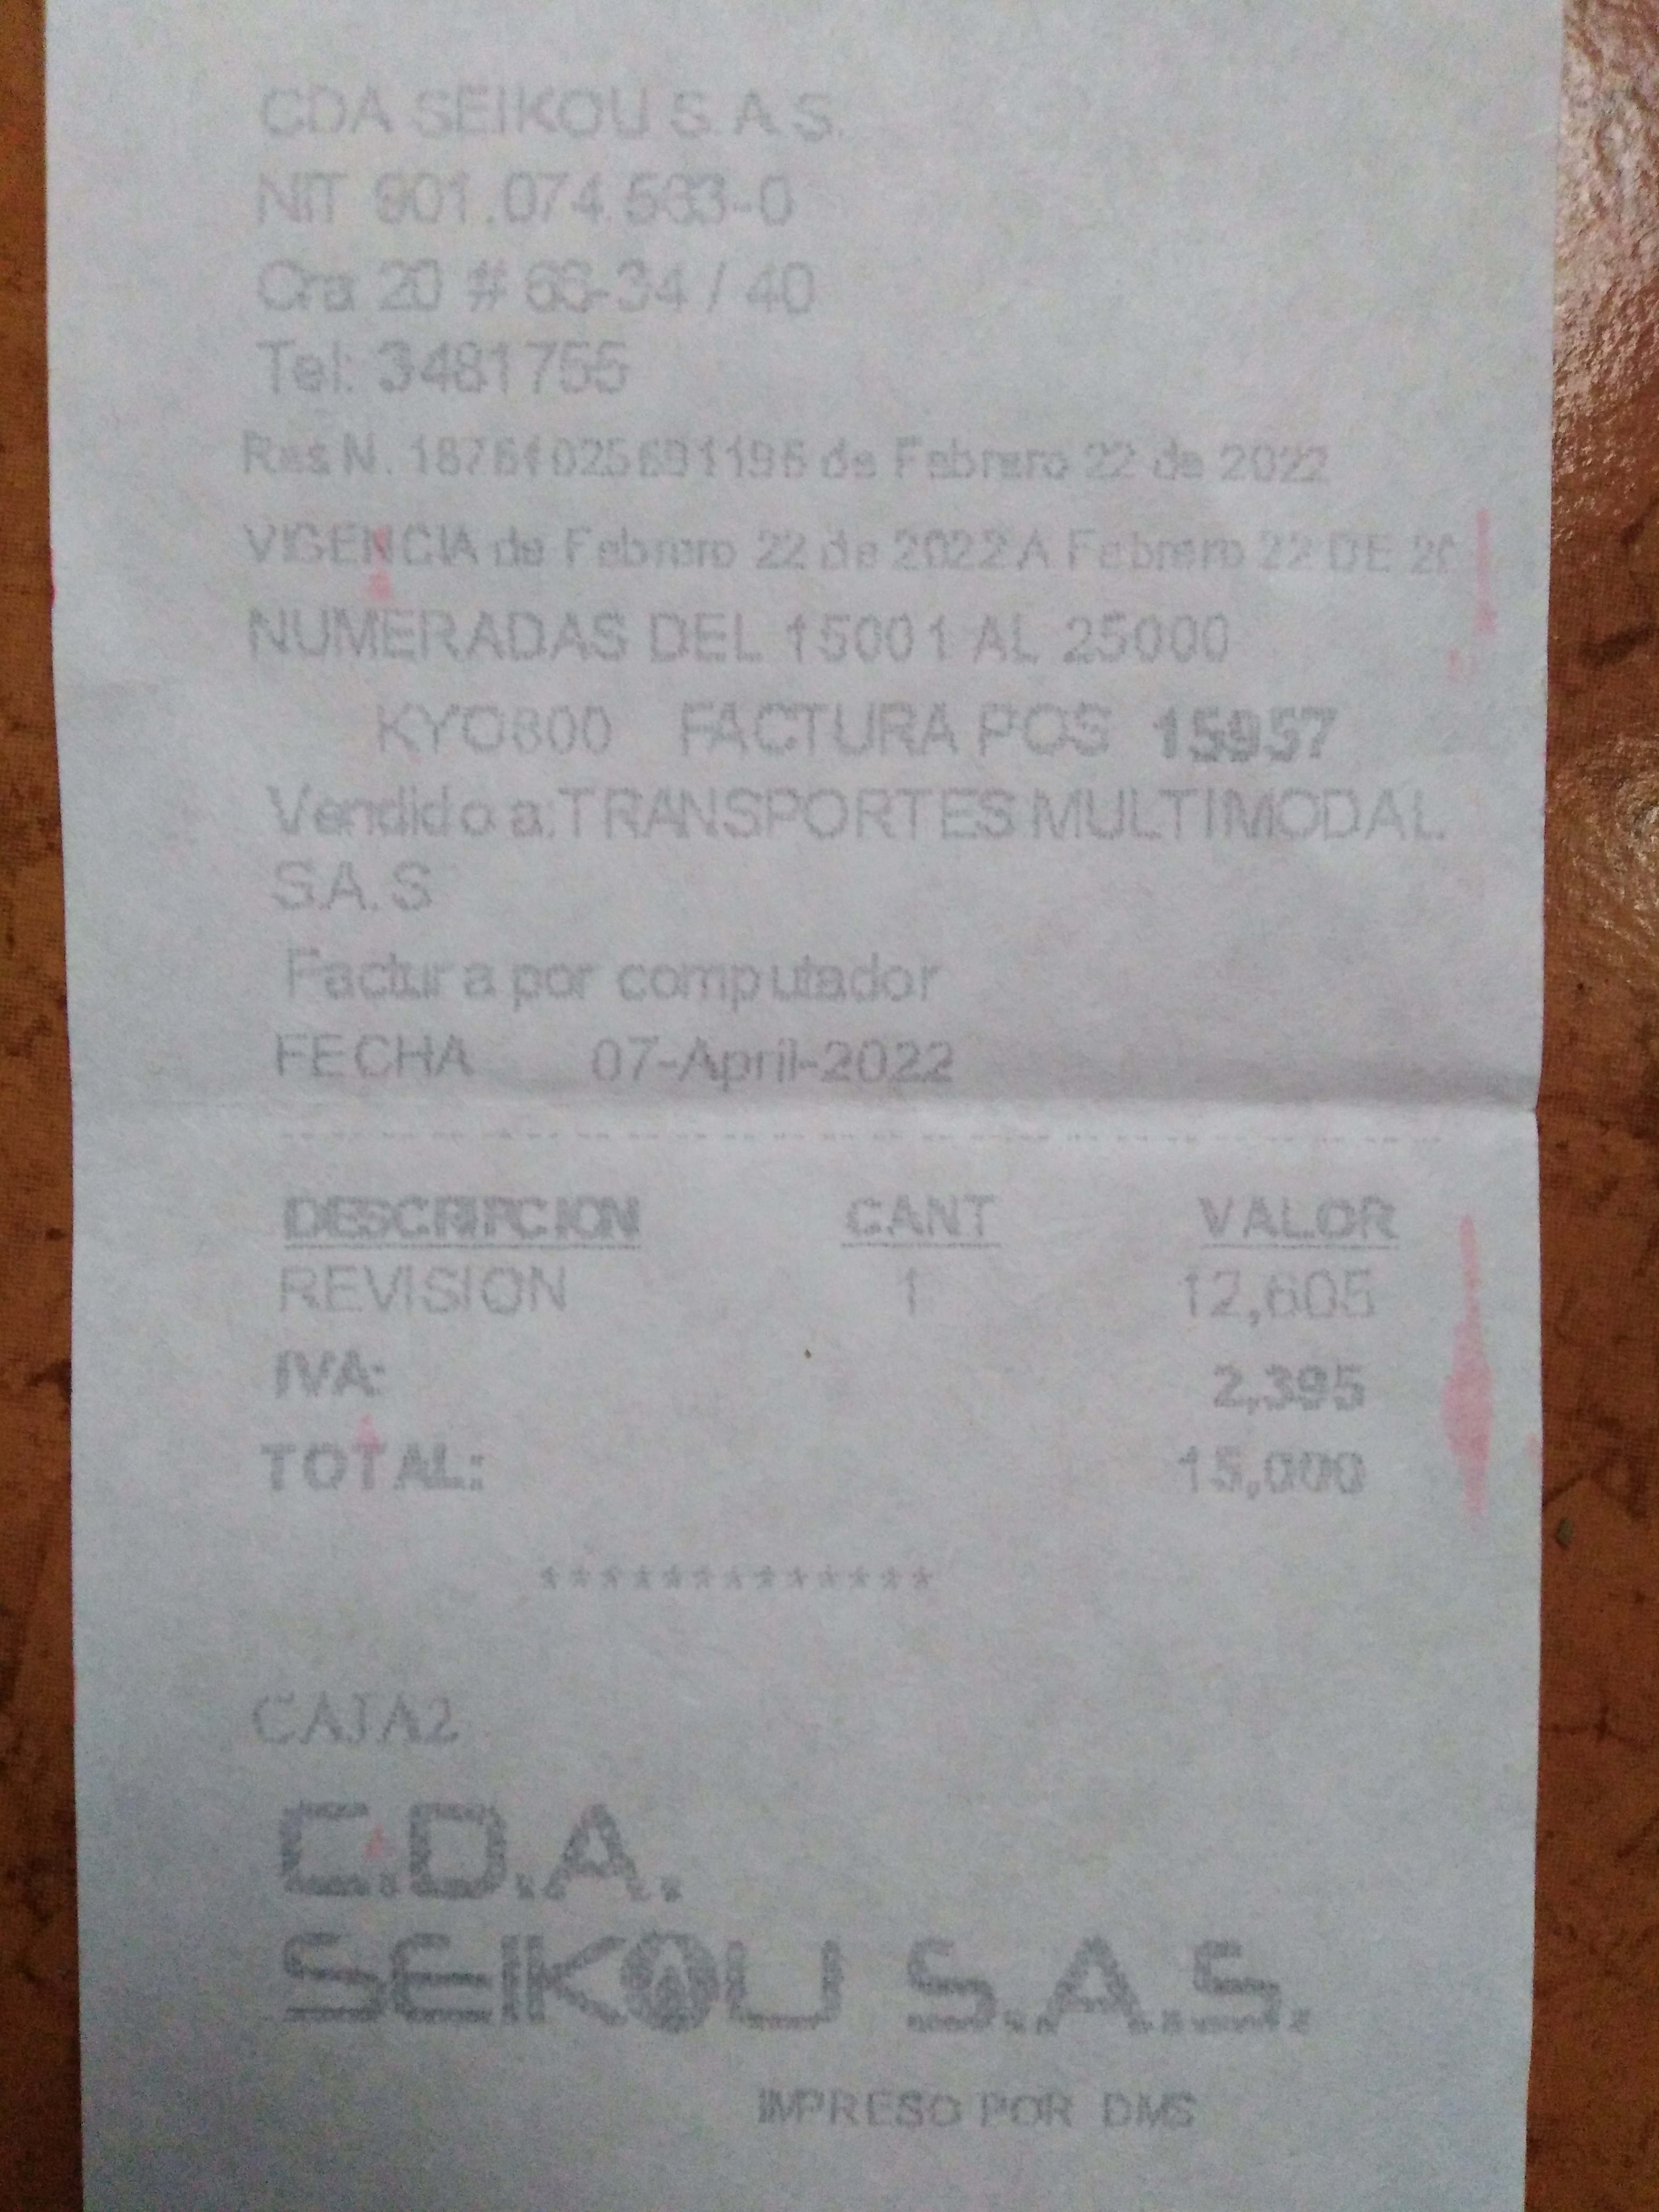 CDA SEIKOU S.A.S.
NIT 901.074.563-0
Cra 20 # 66-34 / 40
Tel: 3481755
Res N. de Febrero 22 de 2022
VIGENCIA de Febrero 22 de 2022 A Febrero 22 DE 20
NUMERADAS DEL 15001 AL 25000
KYO800 FACTURA POS 15957
Vendido a:TRANSPORTES MULTIMODAL
S.A.S
Factura por computador
FECHA 07-April-2022
DESCRIPCION CANT VALOR
REVISION 1 12,605
IVA: 2,395
TOTAL: 15,000
*************
CAJA2
C.D.A.
SEIKOU S.A.S.
IMPRESO POR DMS